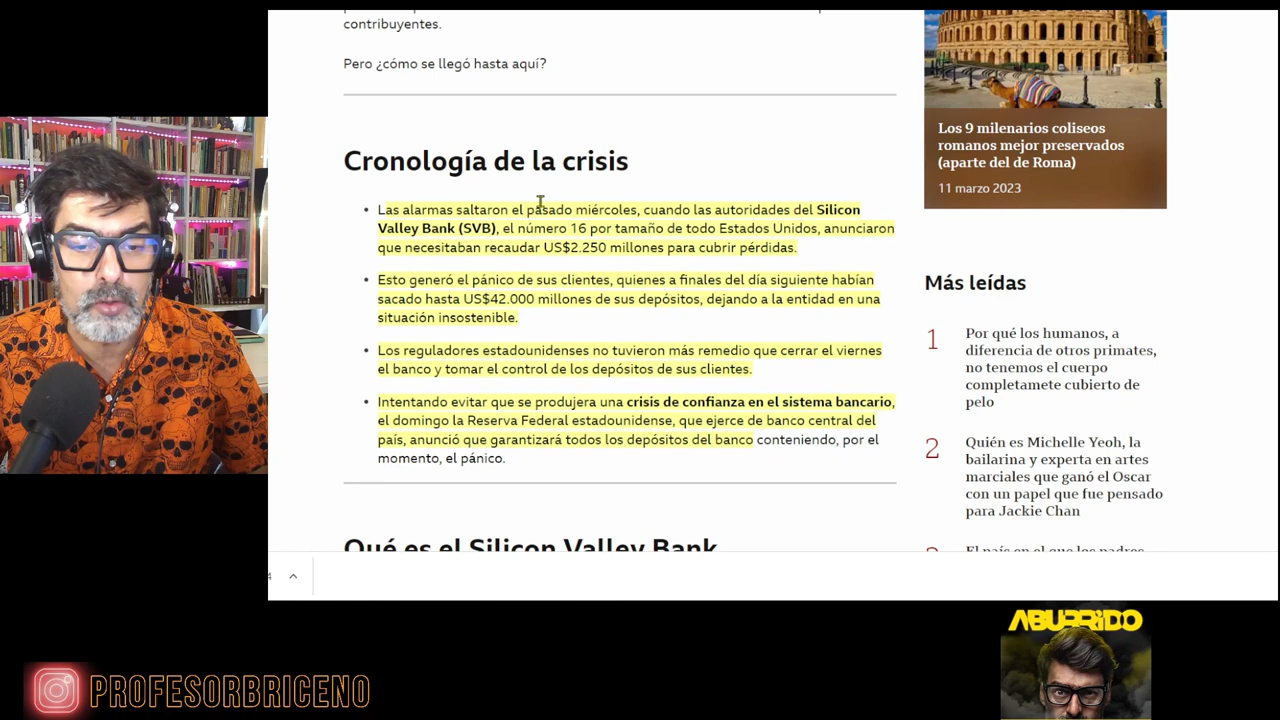 contribuyentes.
Pero ¿cómo se llegó hasta aquí?
Cronología de la crisis
Las alarmas saltaron el pasado miércoles, cuando las autoridades del Silicon
Valley Bank (SVB), el número 16 por tamaño de todo Estados Unidos, anunciaron
que necesitaban recaudar US$2.250 millones para cubrir pérdidas.
Esto generó el pánico de sus clientes, quienes a finales del día siguiente habían
sacado hasta US$42.000 millones de sus depósitos, dejando a la entidad en una
situación insostenible.
Los reguladores estadounidenses no tuvieron más remedio que cerrar el viernes
el banco y tomar el control de los depósitos de sus clientes.
Intentando evitar que se produjera una crisis de confianza en el sistema bancario,
el domingo la Reserva Federal estadounidense, que ejerce de banco central del
país, anunció que garantizará todos los depósitos del banco conteniendo, por el
momento, el pánico.
Qué es el Silicon Valley Bank
Los 9 milenarios coliseos
romanos mejor preservados
(aparte del de Roma)
11 marzo 2023
Más leídas
1
Por qué los humanos, a
diferencia de otros primates,
no tenemos el cuerpo
completamete cubierto de
pelo
2
Quién es Michelle Yeoh, la
bailarina y experta en artes
marciales que ganó el Oscar
con un papel que fue pensado
para Jackie Chan
El país en el que los padres
ABURRIDO
PROFESORBRICENO